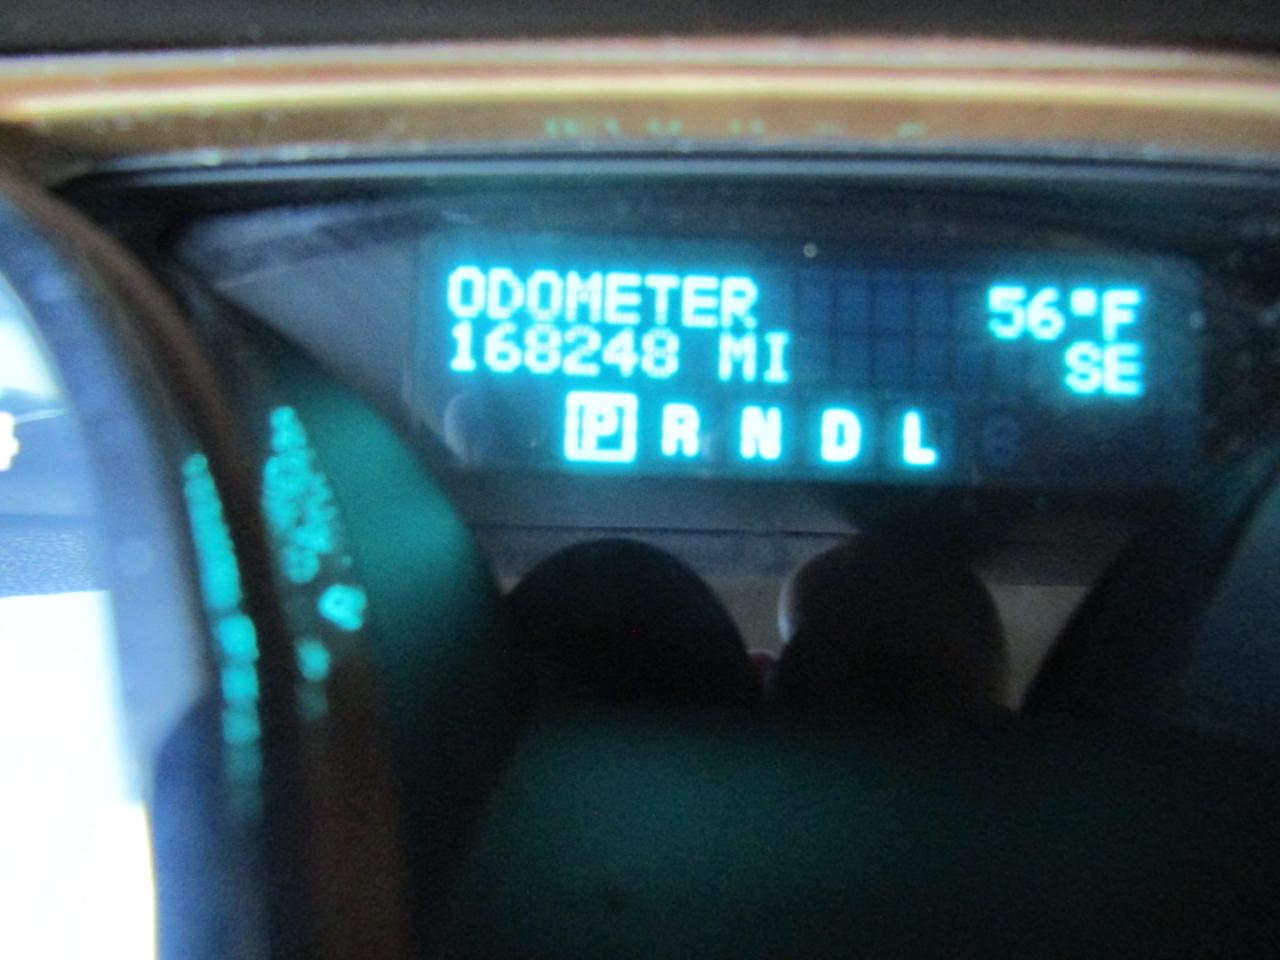 ODOMETER 56°F
168248 MI SE
P R N D L